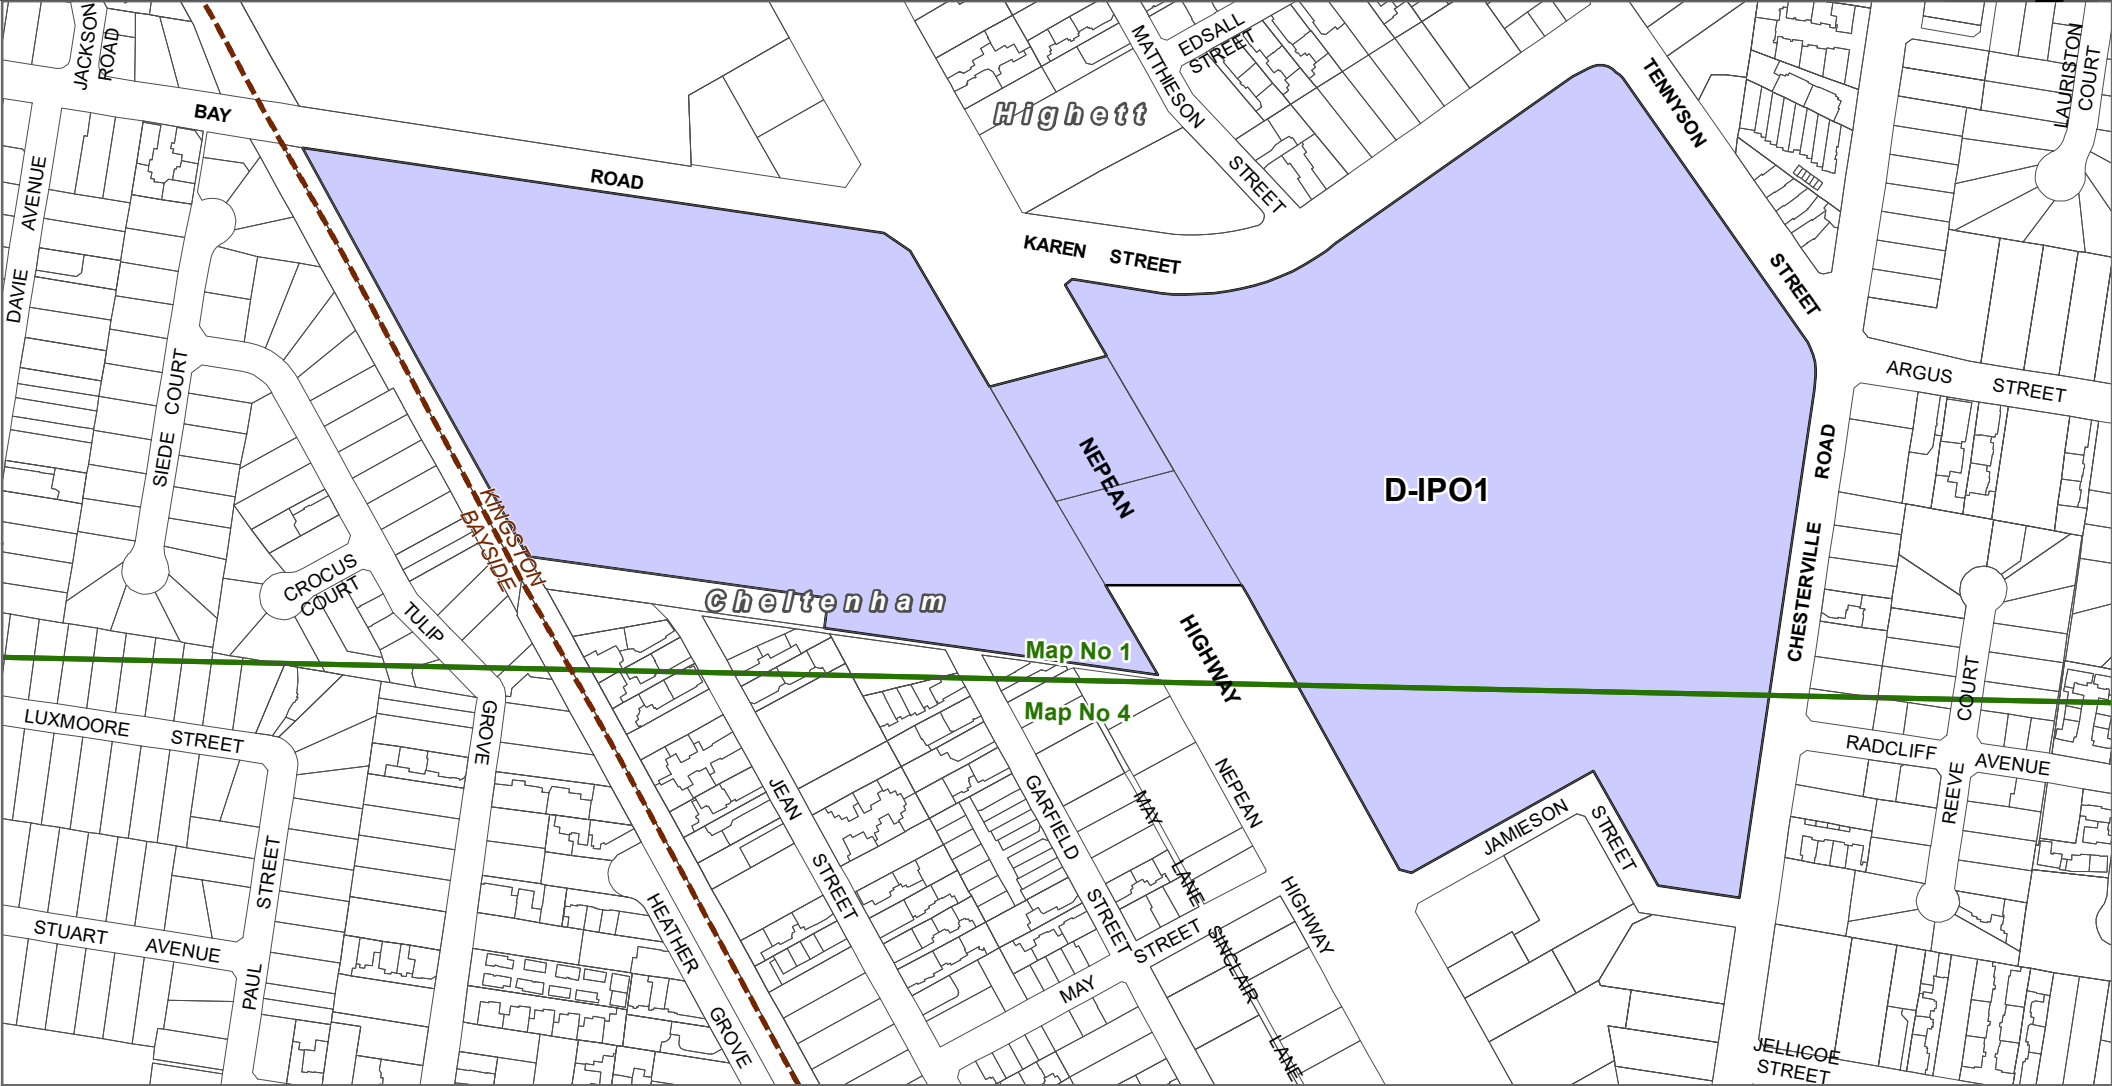 JACKSON
ROAD
BAY
ROAD
DAVIE AVENUE
SIEDE COURT
CROCUS
COURT
TULIP
GROVE
KINGSTON
BAYSIDE
Highett
MATTHIESON
STREET
EDSALL
STREET
KAREN STREET
TENNYSON
STREET
LAURISTON
COURT
ARGUS STREET
CHESTERVILLE ROAD
D-IPO1
NEPEAN
HIGHWAY
Cheltenham
Map No 1
Map No 4
LUXMOORE STREET
STUART AVENUE
PAUL STREET
HEATHER
GROVE
JEAN
STREET
GARFIELD
STREET
MAY
LANE
MAY
STREET
SINCLAIR
LANE
NEPEAN
HIGHWAY
JAMIESON
STREET
RADCLIFF AVENUE
REEVE COURT
JELLICOE
STREET